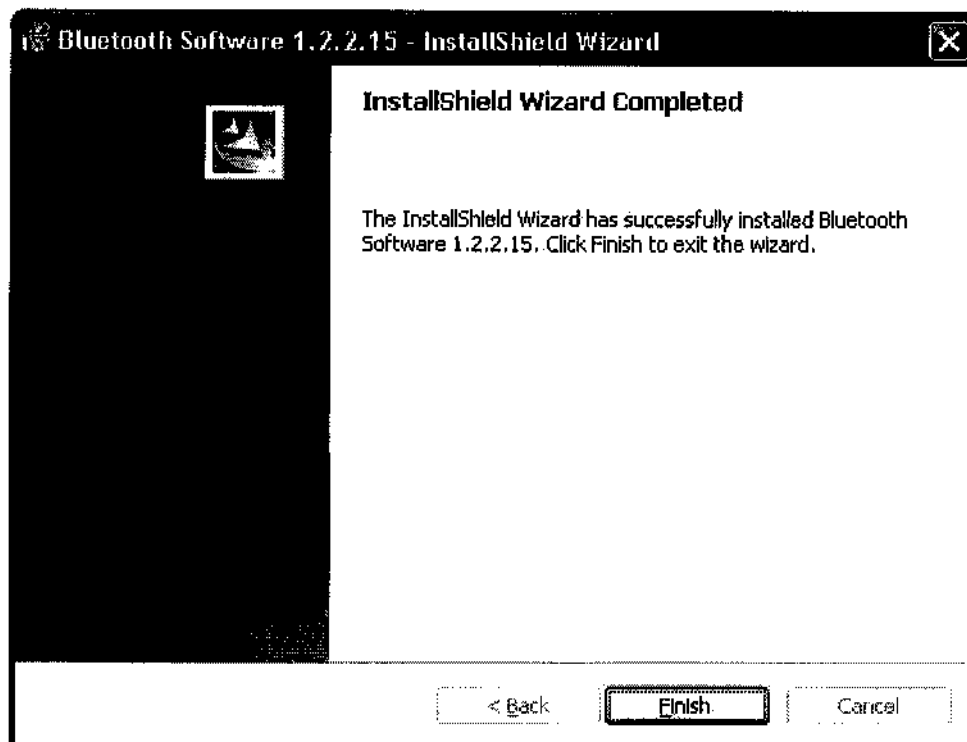 Bluetooth Software 1.2.2.15 - InstallShield Wizard
InstallShield Wizard Completed
The InstallShield Wizard has successfully installed Bluetooth
Software 1.2.2.15. Click Finish to exit the wizard.
< Back Finish Cancel